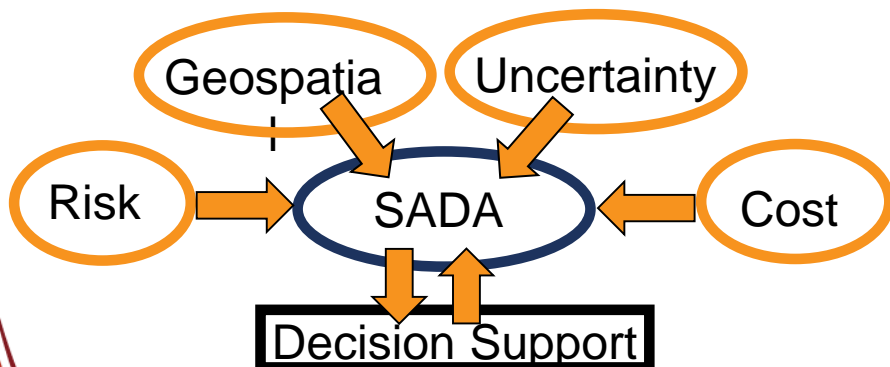 Geospatia
l
Uncertainty
Risk
SADA
Cost
Decision Support